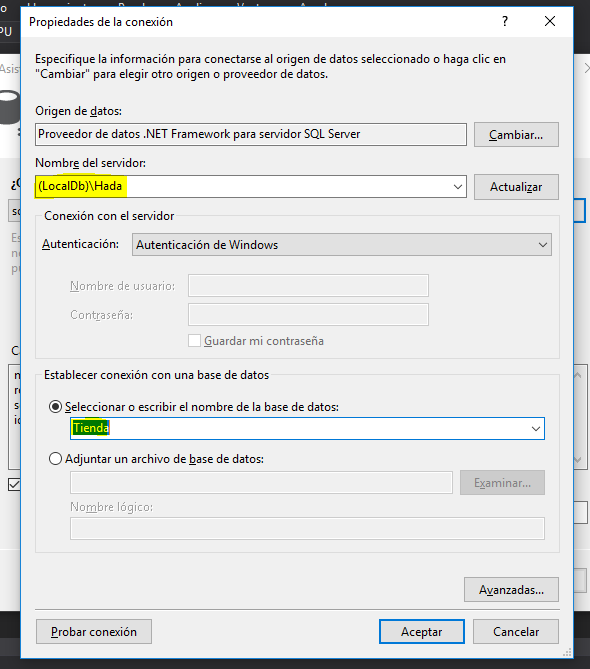 PU
Propiedades de la conexión
? ×
Asis
Especifique la información para conectarse al origen de datos seleccionado o haga clic en
"Cambiar" para elegir otro origen o proveedor de datos.
Origen de datos:
Proveedor de datos .NET Framework para servidor SQL Server
Cambiar...
Nombre del servidor:
(LocalDb)\Hada
Actualizar
Conexión con el servidor
Autenticación:
Autenticación de Windows
Nombre de usuario:
Contraseña:
Guardar mi contraseña
Establecer conexión con una base de datos
Seleccionar o escribir el nombre de la base de datos:
Tienda
Adjuntar un archivo de base de datos:
Examinar...
Nombre lógico:
Avanzadas...
Probar conexión
Aceptar
Cancelar